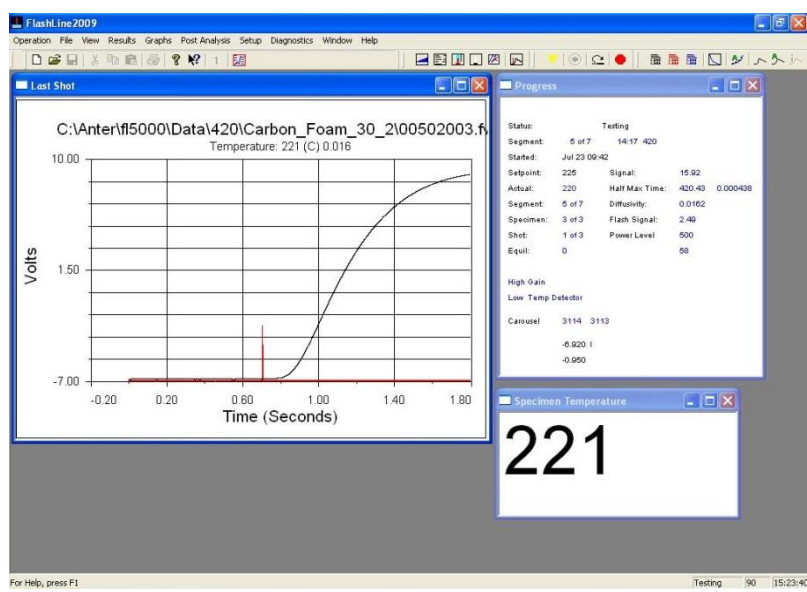 FlashLine2009
Operation File View Results Graphs Post Analysis Setup Diagnostics Window Help
Last Shot
C:\Anter\fl5000\Data\420\Carbon_Foam_30_2\00502003.f
Temperature: 221 (C) 0.016
10.00
1.50
-7.00
Volts
-0.20 0.20 0.60 1.00 1.40 1.80
Time (Seconds)
Progress
Status: Testing
Segment: 5 of 7 14:17 420
Started: Jul 23 09:42
Setpoint: 225 Signal: 15.92
Actual: 220 Half Max Time: 420.43 0.000438
Segment: 5 of 7 Diffusivity: 0.0162
Specimen: 3 of 3 Flash Signal: 2.49
Shot: 1 of 3 Power Level 500
Equil: 0 58
High Gain
Low Temp Detector
Carousel 3114 3113
-6.920 I
-0.950
Specimen Temperature
221
For Help, press F1
Testing 90 15:23:40